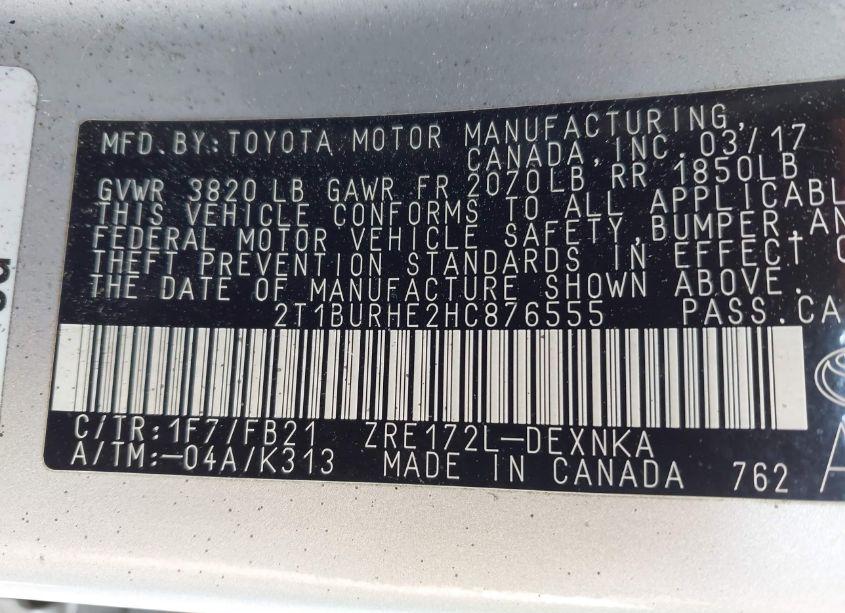 MFD.BY:TOYOTA MOTOR MANUFACTURING,
CANADA,INC.03/17
GVWR 3820 LB GAWR FR 2070LB RR 1850LB
THIS VEHICLE CONFORMS TO ALL APPLICABL
FEDERAL MOTOR VEHICLE SAFETY,BUMPER,AN
THEFT PREVENTION STANDARDS IN EFFECT O
THE DATE OF MANUFACTURE SHOWN ABOVE.
2T1BURHE2HC876555 PASS.CA
C/TR:1F7/FB21 ZRE172L-DEXNKA
A/TM:-04A/K313 MADE IN CANADA 762